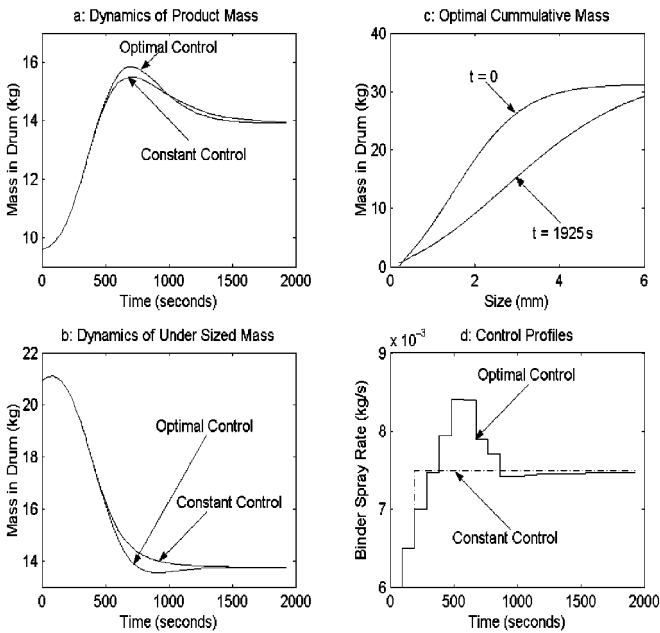 a: Dynamics of Product Mass
16
14
12
10
Mass in Drum (kg)
Optimal Control
Constant Control
0
500
1000
1500
2000
Time (seconds)
c: Optimal Cummulative Mass
40
30
20
10
0
Mass in Drum (kg)
t = 0
t = 1925 s
0
2
4
6
Size (mm)
b: Dynamics of Under Sized Mass
22
20
18
16
14
Mass in Drum (kg)
Optimal Control
Constant Control
0
500
1000
1500
2000
Time (seconds)
x 10⁻³
d: Control Profiles
9
8
7
6
Binder Spray Rate (kg/s)
Optimal Control
Constant Control
0
500
1000
1500
2000
Time (seconds)